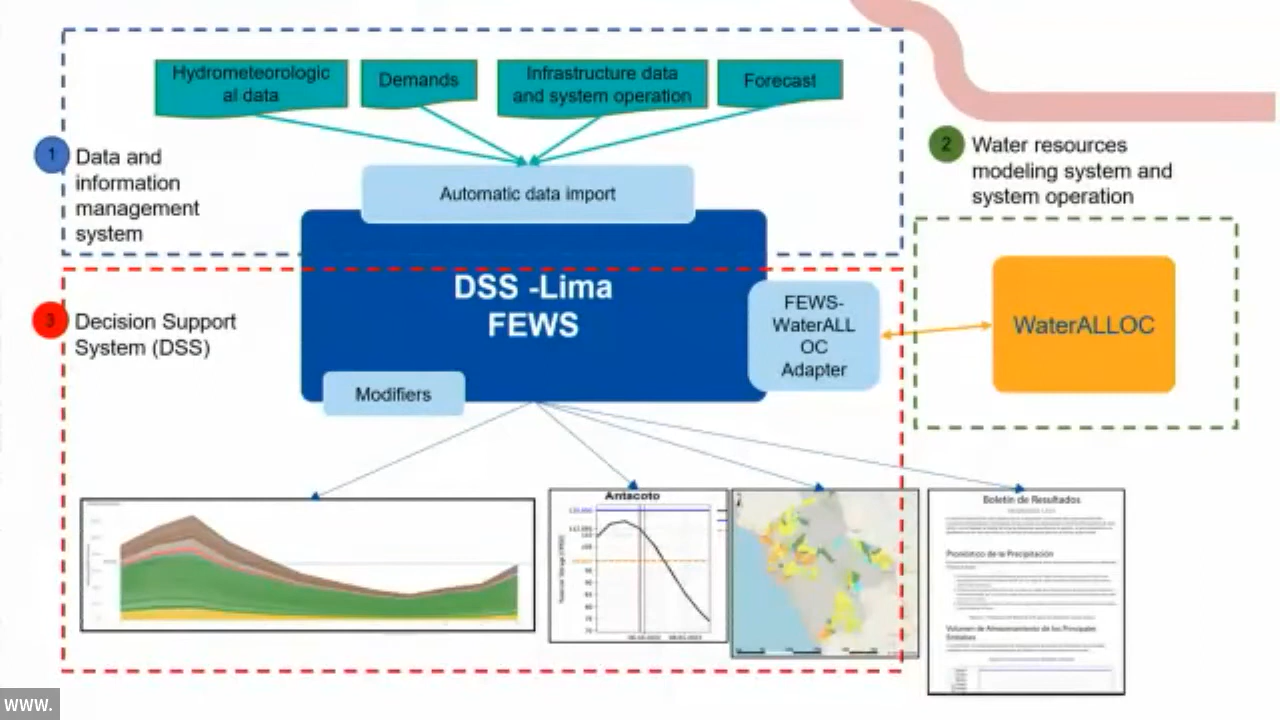 Hydrometeorologic
al data
Demands
Infrastructure data
and system operation
Forecast
1
Data and
information
management
system
Automatic data import
2
Water resources
modeling system and
system operation
DSS -Lima
FEWS
3
Decision Support
System (DSS)
FEWS-
WaterALL
OC
Adapter
WaterALLOC
Modifiers
Antacoto
Boletín de Resultados
Pronóstico de la Precipitación
Volumen de Almacenamiento de los Principales
Embalses
www.